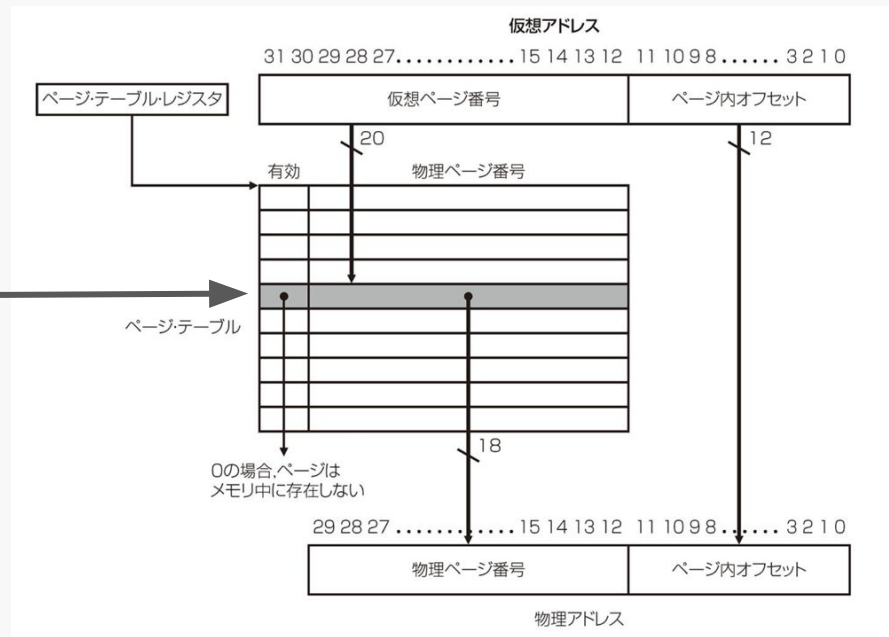 仮想アドレス
31 30 29 28 27............15 14 13 12 11 10 9 8......3 2 1 0
ページ・テーブル・レジスタ
仮想ページ番号
ページ内オフセット
20
12
有効
物理ページ番号
ページ・テーブル
18
0の場合,ページは
メモリ中に存在しない
29 28 27............15 14 13 12 11 10 9 8......3 2 1 0
物理ページ番号
ページ内オフセット
物理アドレス